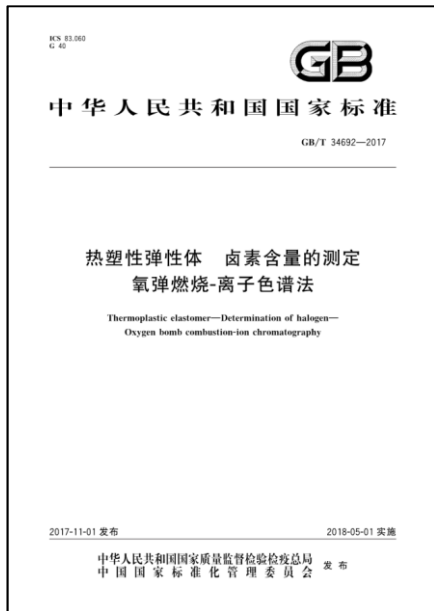 ICS 83.060
G 40
GB
中华人民共和国国家标准
GB/T 34692—2017
热塑性弹性体 卤素含量的测定
氧弹燃烧-离子色谱法
Thermoplastic elastomer—Determination of halogen—
Oxygen bomb combustion-ion chromatography
2017-11-01 发布
2018-05-01 实施
中华人民共和国国家质量监督检验检疫总局
中国国家标准化管理委员会
发布